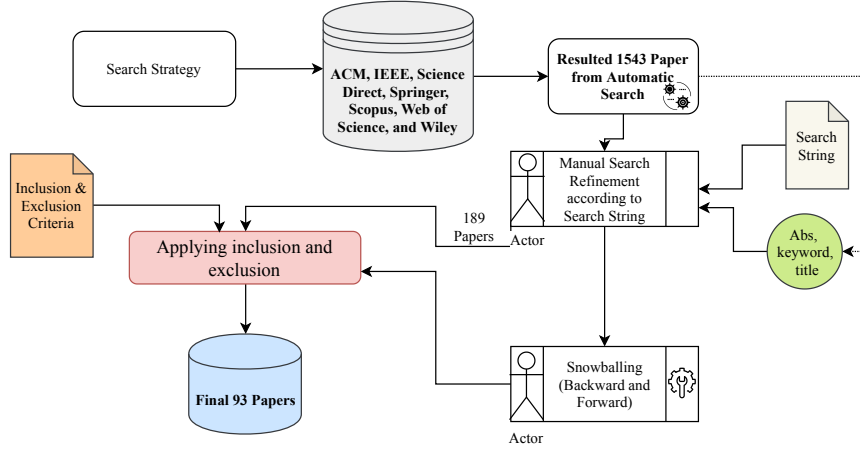 Search Strategy
ACM, IEEE, Science
Direct, Springer,
Scopus, Web of
Science, and Wiley
Resulted 1543 Paper
from Automatic
Search
Search
String
Manual Search
Refinement
according to
Search String
Actor
Abs,
keyword,
title
Inclusion &
Exclusion
Criteria
189
Papers
Applying inclusion and
exclusion
Final 93 Papers
Snowballing
(Backward and
Forward)
Actor